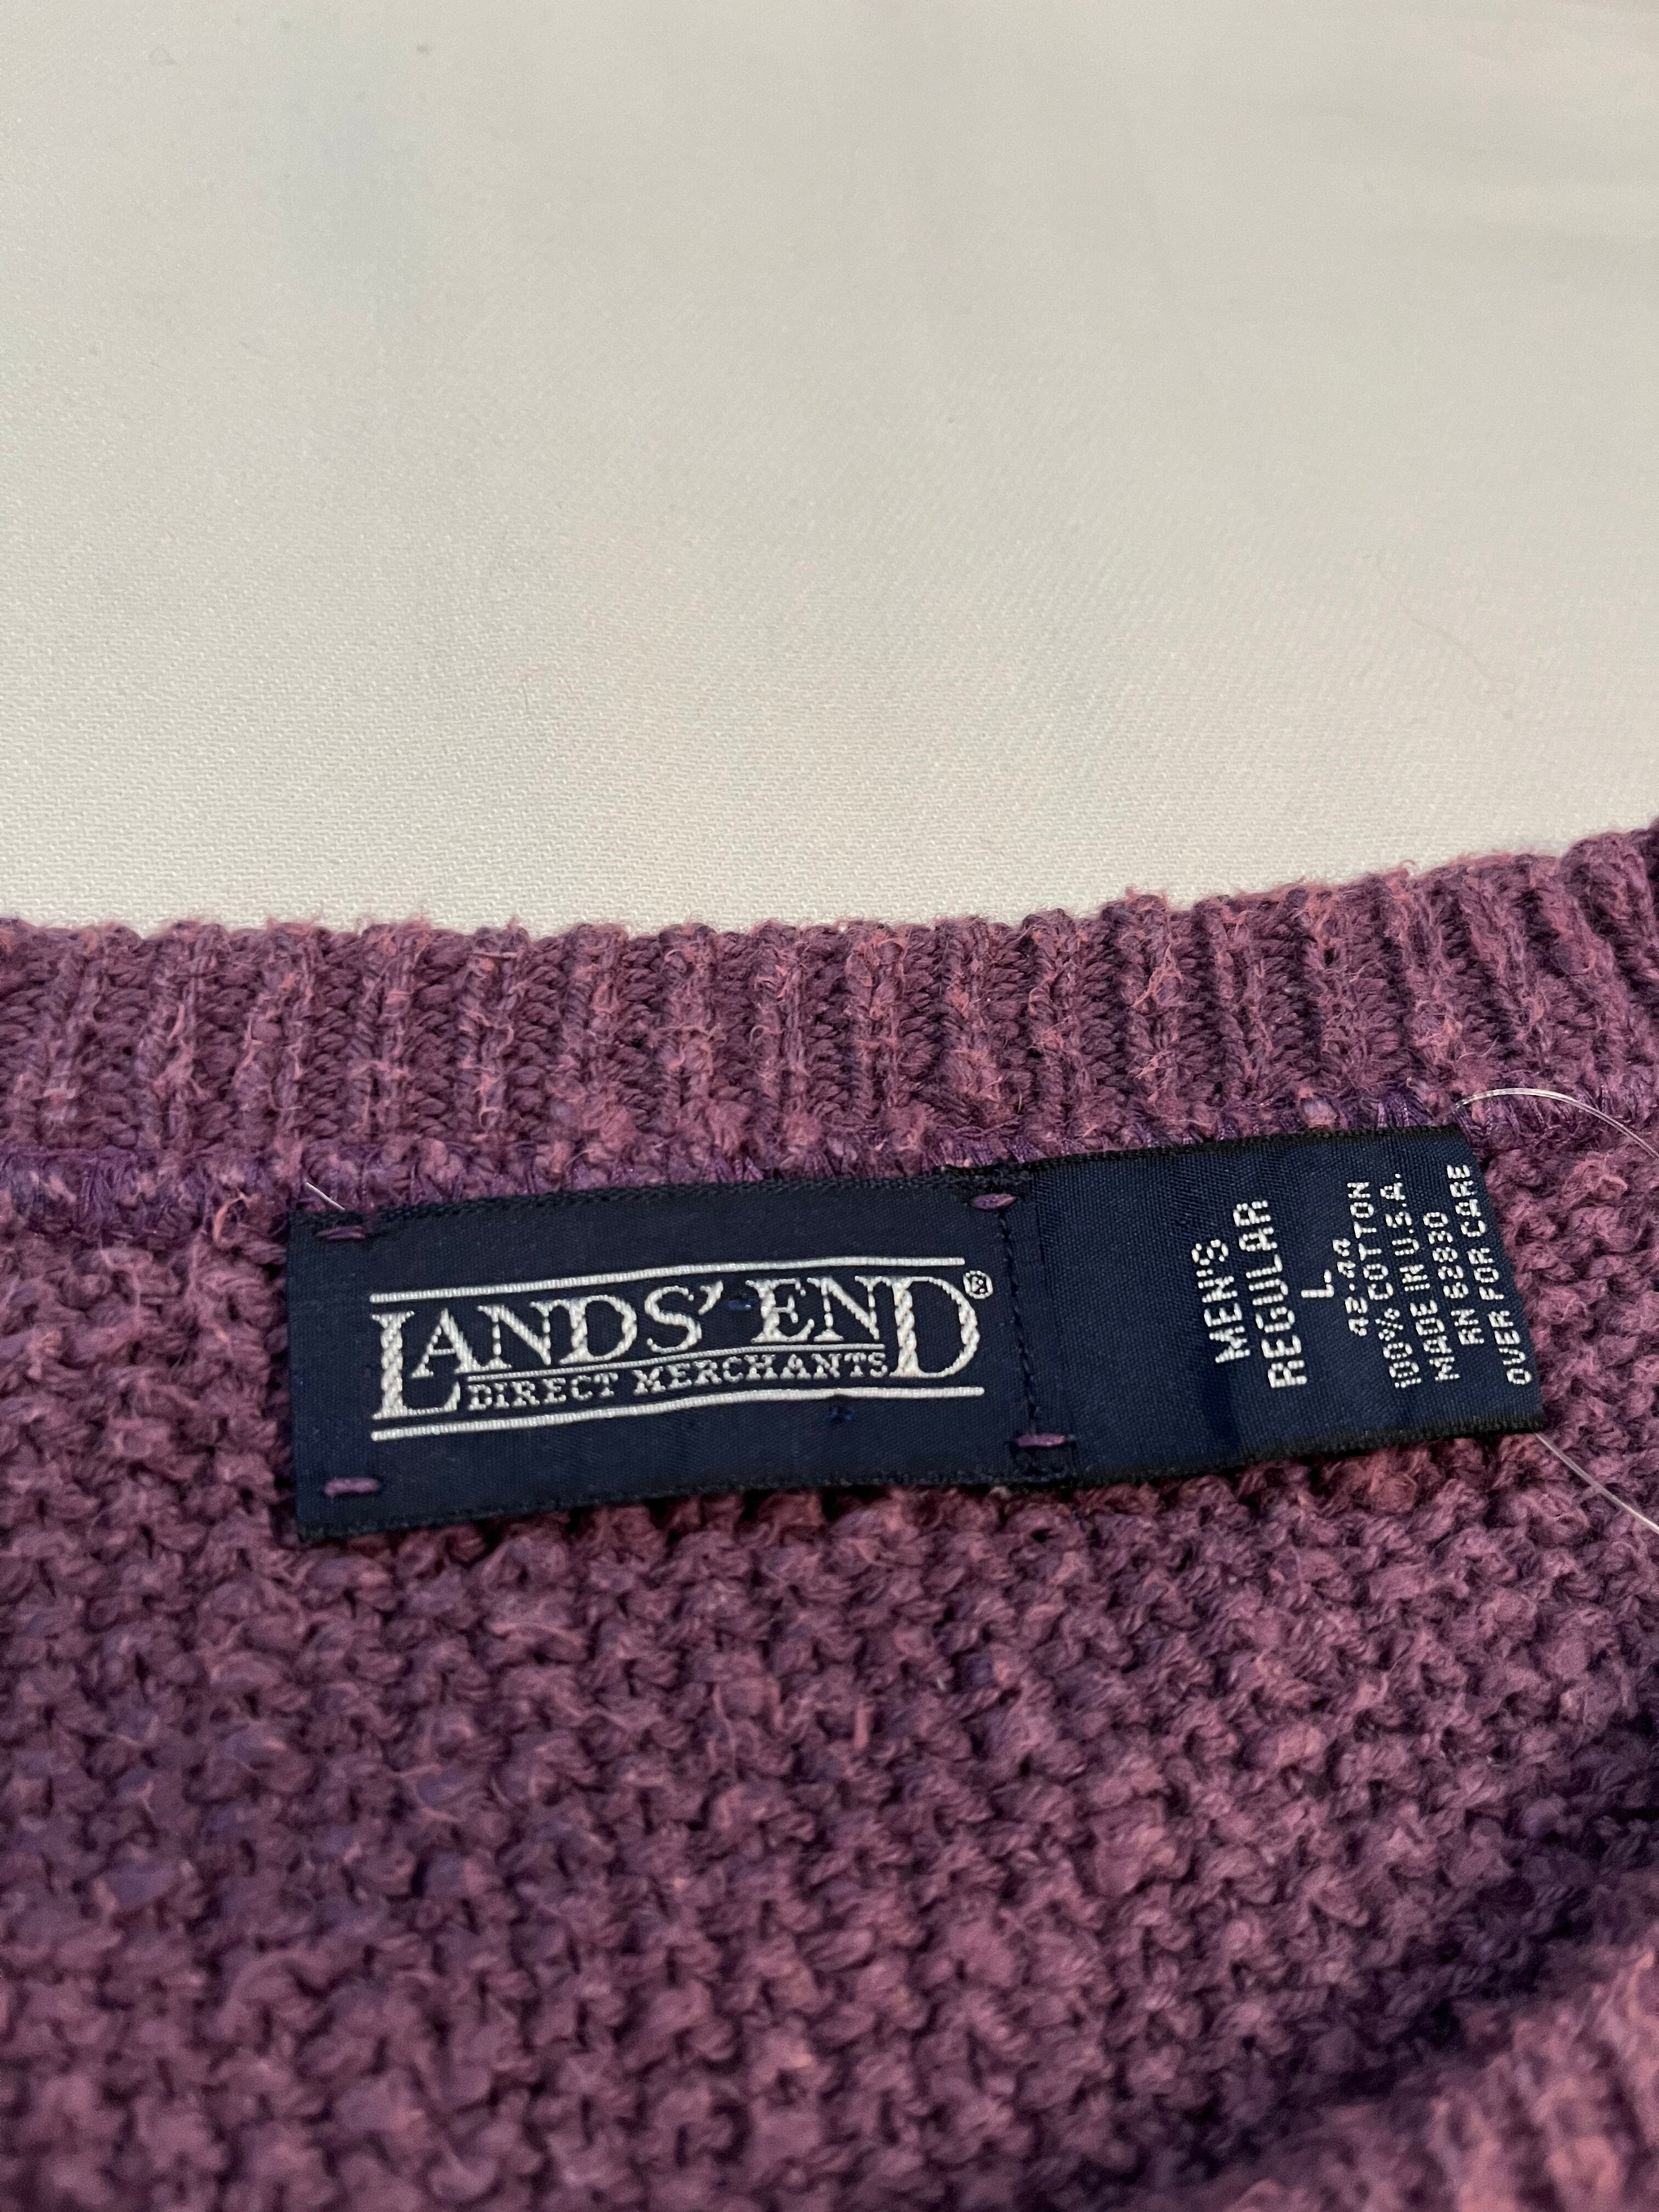 LANDS' END®
DIRECT MERCHANTS
MEN'S
REGULAR
L
42-44
100% COTTON
MADE IN U.S.A.
RN 62830
OVER FOR CARE